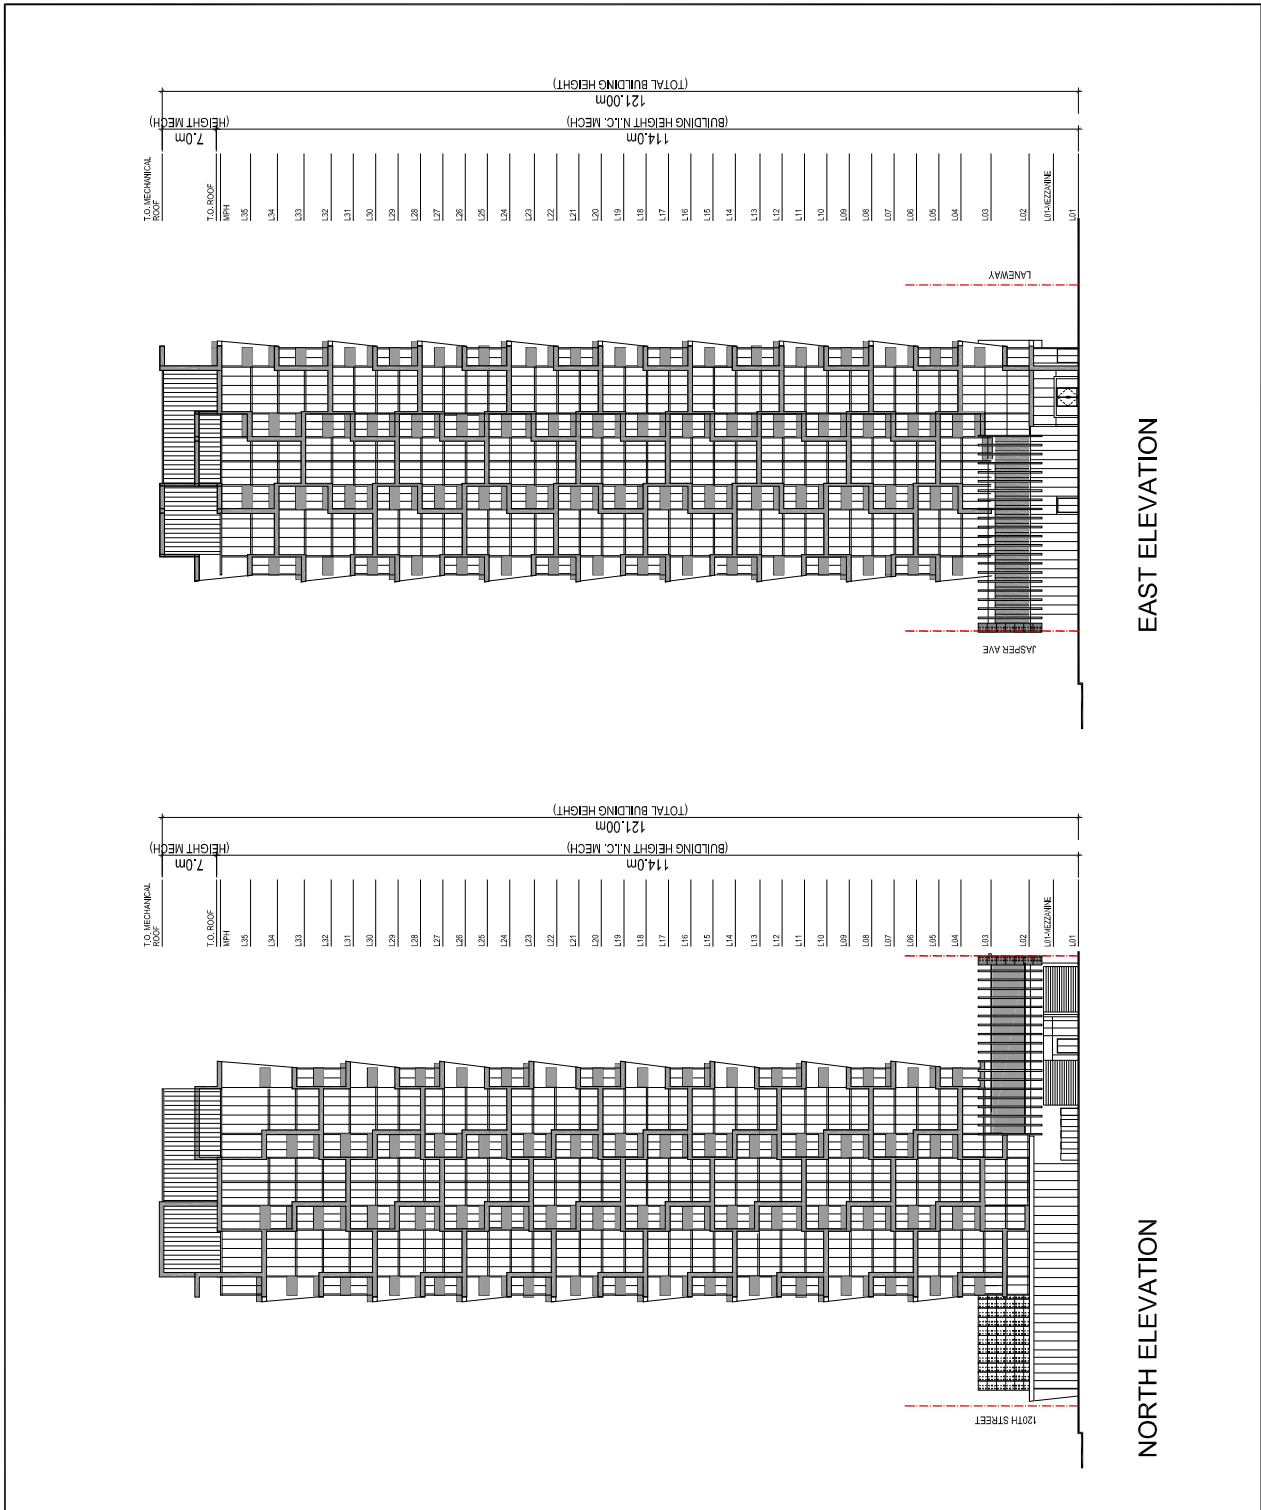 (TOTAL BUILDING HEIGHT)
121.00m
(HEIGHT MECH)
7.0m
(BUILDING HEIGHT N.I.C. MECH)
114.0m
T.O. MECHANICAL
ROOF
T.O. ROOF
MPH
L35
L34
L33
L32
L31
L30
L29
L28
L27
L26
L25
L24
L23
L22
L21
L20
L19
L18
L17
L16
L15
L14
L13
L12
L11
L10
L09
L08
L07
L06
L05
L04
L03
L02
L01-MEZZANINE
L01
LANEWAY
JASPER AVE
EAST ELEVATION
(TOTAL BUILDING HEIGHT)
121.00m
(HEIGHT MECH)
7.0m
(BUILDING HEIGHT N.I.C. MECH)
114.0m
T.O. MECHANICAL
ROOF
T.O. ROOF
MPH
L35
L34
L33
L32
L31
L30
L29
L28
L27
L26
L25
L24
L23
L22
L21
L20
L19
L18
L17
L16
L15
L14
L13
L12
L11
L10
L09
L08
L07
L06
L05
L04
L03
L02
L01-MEZZANINE
L01
120TH STREET
NORTH ELEVATION